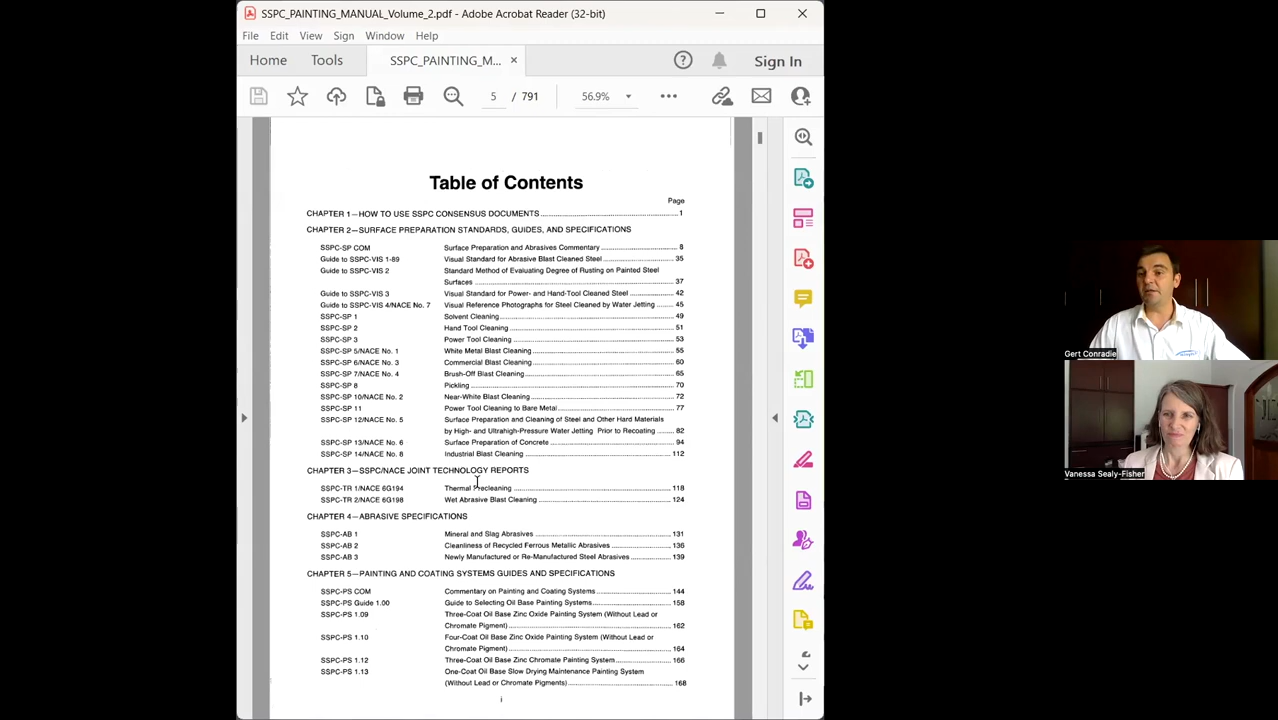 SSPC_PAINTING_MANUAL_Volume_2.pdf - Adobe Acrobat Reader (32-bit)
File Edit View Sign Window Help
Home Tools SSPC_PAINTING_M... × Sign In
5 / 791 56.9%
Table of Contents
Page
CHAPTER 1—HOW TO USE SSPC CONSENSUS DOCUMENTS 1
CHAPTER 2—SURFACE PREPARATION STANDARDS, GUIDES, AND SPECIFICATIONS
SSPC-SP COM Surface Preparation and Abrasives Commentary 8
Guide to SSPC-VIS 1-89 Visual Standard for Abrasive Blast Cleaned Steel 35
Guide to SSPC-VIS 2 Standard Method of Evaluating Degree of Rusting on Painted Steel
Surfaces 37
Guide to SSPC-VIS 3 Visual Standard for Power- and Hand-Tool Cleaned Steel 42
Guide to SSPC-VIS 4/NACE No. 7 Visual Reference Photographs for Steel Cleaned by Water Jetting 45
SSPC-SP 1 Solvent Cleaning 49
SSPC-SP 2 Hand Tool Cleaning 51
SSPC-SP 3 Power Tool Cleaning 53
SSPC-SP 5/NACE No. 1 White Metal Blast Cleaning 55
SSPC-SP 6/NACE No. 3 Commercial Blast Cleaning 60
SSPC-SP 7/NACE No. 4 Brush-Off Blast Cleaning 65
SSPC-SP 8 Pickling 70
SSPC-SP 10/NACE No. 2 Near-White Blast Cleaning 72
SSPC-SP 11 Power Tool Cleaning to Bare Metal 77
SSPC-SP 12/NACE No. 5 Surface Preparation and Cleaning of Steel and Other Hard Materials
by High- and Ultrahigh-Pressure Water Jetting Prior to Recoating 82
SSPC-SP 13/NACE No. 6 Surface Preparation of Concrete 94
SSPC-SP 14/NACE No. 8 Industrial Blast Cleaning 112
CHAPTER 3—SSPC/NACE JOINT TECHNOLOGY REPORTS
SSPC-TR 1/NACE 6G194 Thermal Precleaning 118
SSPC-TR 2/NACE 6G198 Wet Abrasive Blast Cleaning 124
CHAPTER 4—ABRASIVE SPECIFICATIONS
SSPC-AB 1 Mineral and Slag Abrasives 131
SSPC-AB 2 Cleanliness of Recycled Ferrous Metallic Abrasives 136
SSPC-AB 3 Newly Manufactured or Re-Manufactured Steel Abrasives 139
CHAPTER 5—PAINTING AND COATING SYSTEMS GUIDES AND SPECIFICATIONS
SSPC-PS COM Commentary on Painting and Coating Systems 144
SSPC-PS Guide 1.00 Guide to Selecting Oil Base Painting Systems 158
SSPC-PS 1.09 Three-Coat Oil Base Zinc Oxide Painting System (Without Lead or
Chromate Pigment) 162
SSPC-PS 1.10 Four-Coat Oil Base Zinc Oxide Painting System (Without Lead or
Chromate Pigment) 164
SSPC-PS 1.12 Three-Coat Oil Base Zinc Chromate Painting System 166
SSPC-PS 1.13 One-Coat Oil Base Slow Drying Maintenance Painting System
(Without Lead or Chromate Pigments) 168
i
Gert Conradie
Vanessa Sealy-Fisher